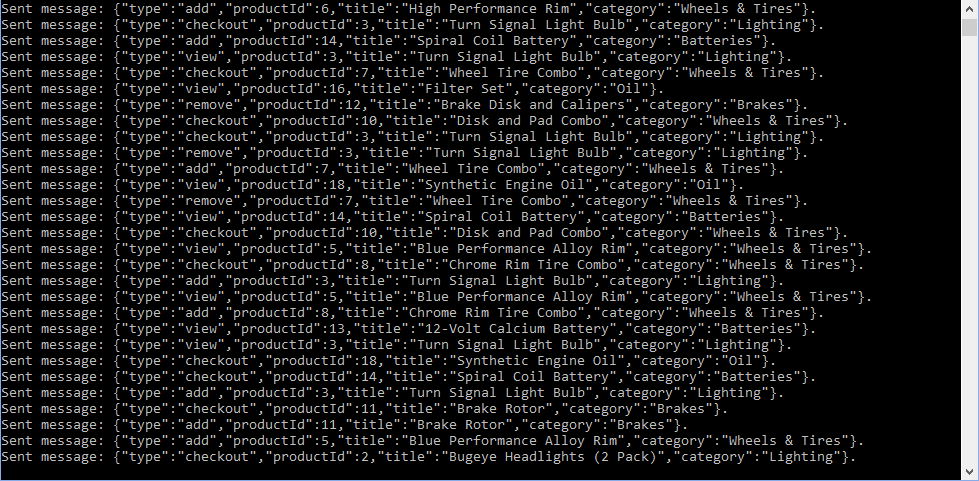 Sent message: {"type":"add","productId":6,"title":"High Performance Rim","category":"Wheels & Tires"}.
Sent message: {"type":"checkout","productId":3,"title":"Turn Signal Light Bulb","category":"Lighting"}.
Sent message: {"type":"add","productId":14,"title":"Spiral Coil Battery","category":"Batteries"}.
Sent message: {"type":"view","productId":3,"title":"Turn Signal Light Bulb","category":"Lighting"}.
Sent message: {"type":"checkout","productId":7,"title":"Wheel Tire Combo","category":"Wheels & Tires"}.
Sent message: {"type":"view","productId":16,"title":"Filter Set","category":"Oil"}.
Sent message: {"type":"remove","productId":12,"title":"Brake Disk and Calipers","category":"Brakes"}.
Sent message: {"type":"checkout","productId":10,"title":"Disk and Pad Combo","category":"Wheels & Tires"}.
Sent message: {"type":"checkout","productId":3,"title":"Turn Signal Light Bulb","category":"Lighting"}.
Sent message: {"type":"remove","productId":3,"title":"Turn Signal Light Bulb","category":"Lighting"}.
Sent message: {"type":"add","productId":7,"title":"Wheel Tire Combo","category":"Wheels & Tires"}.
Sent message: {"type":"view","productId":18,"title":"Synthetic Engine Oil","category":"Oil"}.
Sent message: {"type":"remove","productId":7,"title":"Wheel Tire Combo","category":"Wheels & Tires"}.
Sent message: {"type":"view","productId":14,"title":"Spiral Coil Battery","category":"Batteries"}.
Sent message: {"type":"checkout","productId":10,"title":"Disk and Pad Combo","category":"Wheels & Tires"}.
Sent message: {"type":"view","productId":5,"title":"Blue Performance Alloy Rim","category":"Wheels & Tires"}.
Sent message: {"type":"checkout","productId":8,"title":"Chrome Rim Tire Combo","category":"Wheels & Tires"}.
Sent message: {"type":"add","productId":3,"title":"Turn Signal Light Bulb","category":"Lighting"}.
Sent message: {"type":"view","productId":5,"title":"Blue Performance Alloy Rim","category":"Wheels & Tires"}.
Sent message: {"type":"add","productId":8,"title":"Chrome Rim Tire Combo","category":"Wheels & Tires"}.
Sent message: {"type":"view","productId":13,"title":"12-Volt Calcium Battery","category":"Batteries"}.
Sent message: {"type":"view","productId":3,"title":"Turn Signal Light Bulb","category":"Lighting"}.
Sent message: {"type":"checkout","productId":18,"title":"Synthetic Engine Oil","category":"Oil"}.
Sent message: {"type":"checkout","productId":14,"title":"Spiral Coil Battery","category":"Batteries"}.
Sent message: {"type":"add","productId":3,"title":"Turn Signal Light Bulb","category":"Lighting"}.
Sent message: {"type":"checkout","productId":11,"title":"Brake Rotor","category":"Brakes"}.
Sent message: {"type":"add","productId":11,"title":"Brake Rotor","category":"Brakes"}.
Sent message: {"type":"add","productId":5,"title":"Blue Performance Alloy Rim","category":"Wheels & Tires"}.
Sent message: {"type":"checkout","productId":2,"title":"Bugeye Headlights (2 Pack)","category":"Lighting"}.